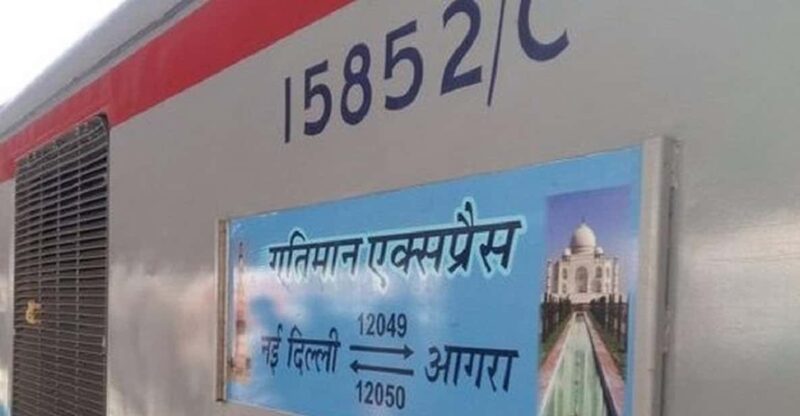 15852/C
गतिमान एक्सप्रैस
12049
नई दिल्ली आगरा
12050